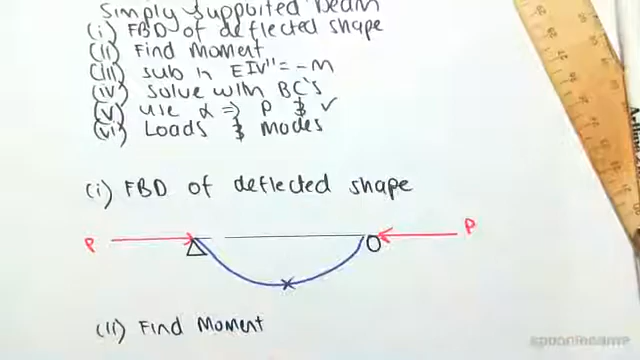 Simply Supported Beam
(i) FBD of deflected shape
(ii) Find Moment
(iii) sub in EIV"=-M
(iv) solve with BC's
(v) use α => P & V
(vi) Loads & Modes
(i) FBD of deflected shape
P
P
(ii) Find Moment
spoonfeedme